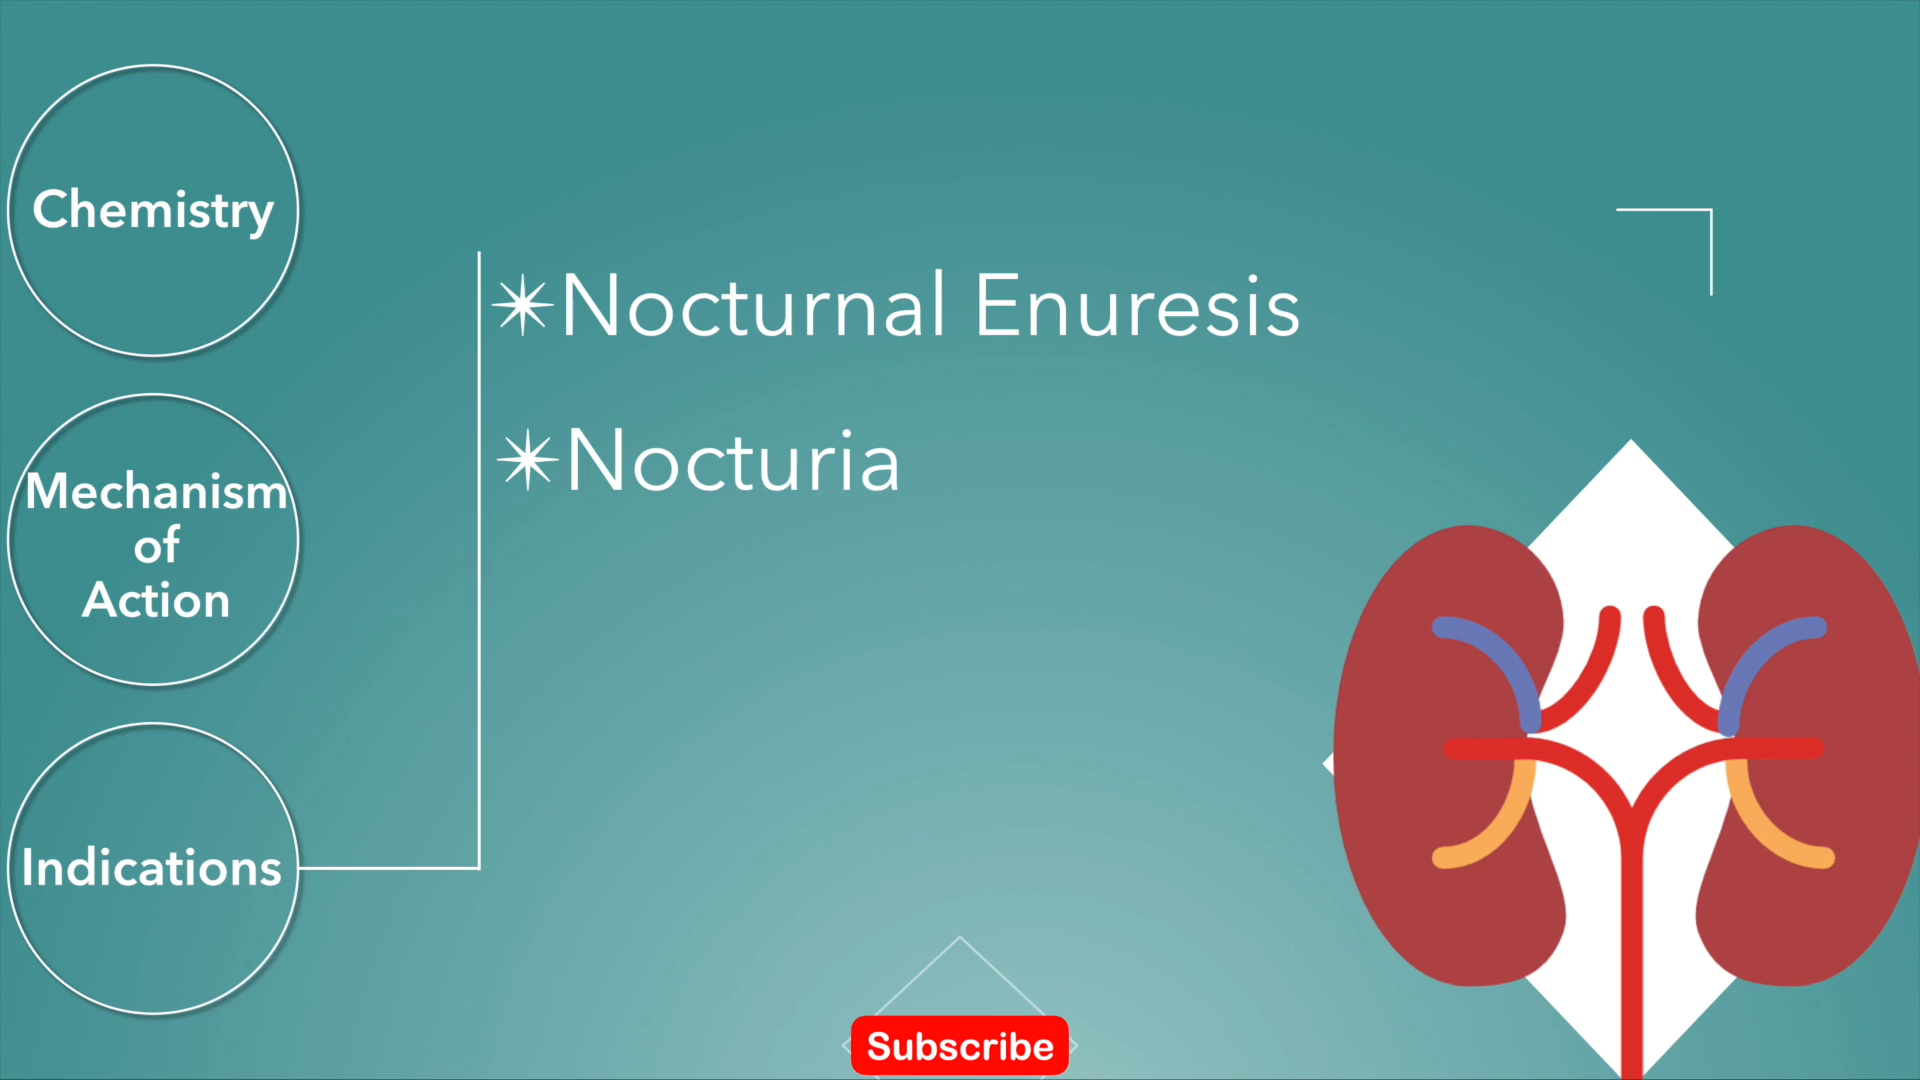 Chemistry
Mechanism
of
Action
Indications
✴Nocturnal Enuresis
✴Nocturia
Subscribe